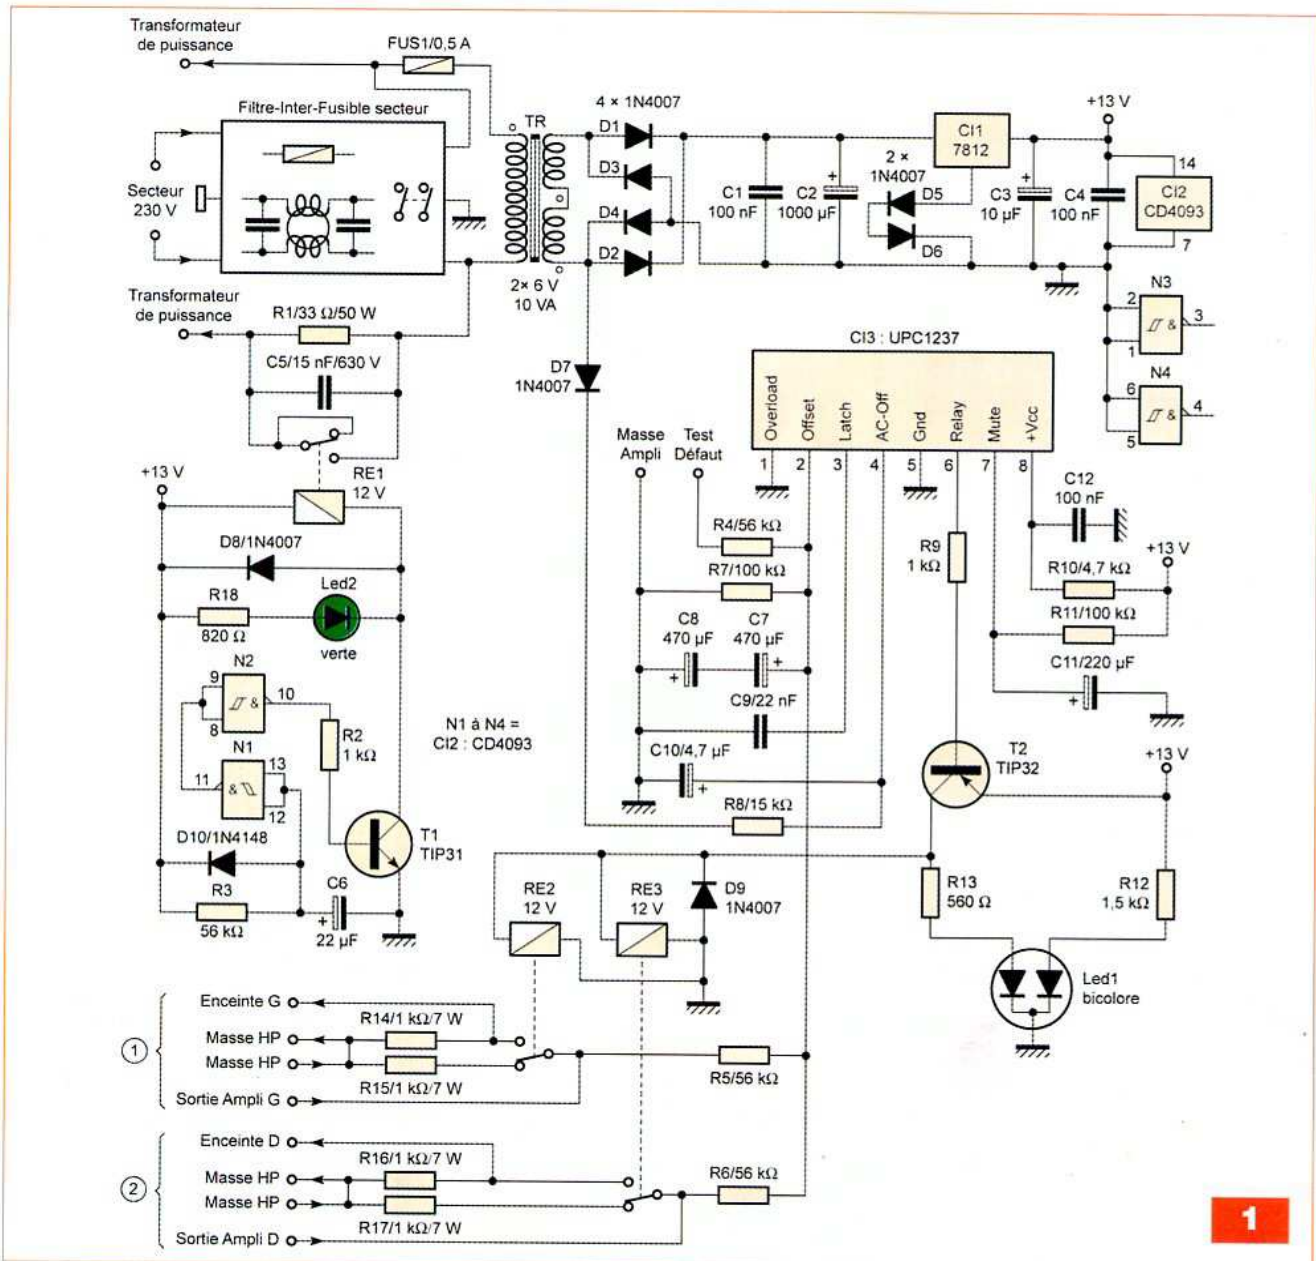 Transformateur
de puissance
FUS1/0,5 A
Filtre-Inter-Fusible secteur
Secteur
230 V
TR
2× 6 V
10 VA
4 × 1N4007
D1
D3
D4
D2
C1
100 nF
C2
1000 µF
+
CI1
7812
2 ×
1N4007
D5
D6
+
C3
10 µF
C4
100 nF
+13 V
14
CI2
CD4093
7
N3
2
1
&
3
N4
6
5
&
4
Transformateur
de puissance
R1/33 Ω/50 W
C5/15 nF/630 V
RE1
12 V
+13 V
D8/1N4007
R18
820 Ω
Led2
verte
N2
9
8
&
10
R2
1 kΩ
N1
11
&
13
12
D10/1N4148
R3
56 kΩ
C6
+
22 µF
T1
TIP31
N1 à N4 =
CI2 : CD4093
D7
1N4007
CI3 : UPC1237
Overload
Offset
Latch
AC-Off
Gnd
Relay
Mute
+Vcc
1
2
3
4
5
6
7
8
Masse
Ampli
Test
Défaut
R4/56 kΩ
R7/100 kΩ
C8
470 µF
+
C7
470 µF
+
C9/22 nF
C10/4,7 µF
+
R8/15 kΩ
R9
1 kΩ
C12
100 nF
+13 V
R10/4,7 kΩ
R11/100 kΩ
C11/220 µF
+
T2
TIP32
+13 V
R13
560 Ω
R12
1,5 kΩ
Led1
bicolore
RE2
12 V
RE3
12 V
D9
1N4007
1
Enceinte G
Masse HP
Masse HP
Sortie Ampli G
R14/1 kΩ/7 W
R15/1 kΩ/7 W
R5/56 kΩ
2
Enceinte D
Masse HP
Masse HP
Sortie Ampli D
R16/1 kΩ/7 W
R17/1 kΩ/7 W
R6/56 kΩ
1